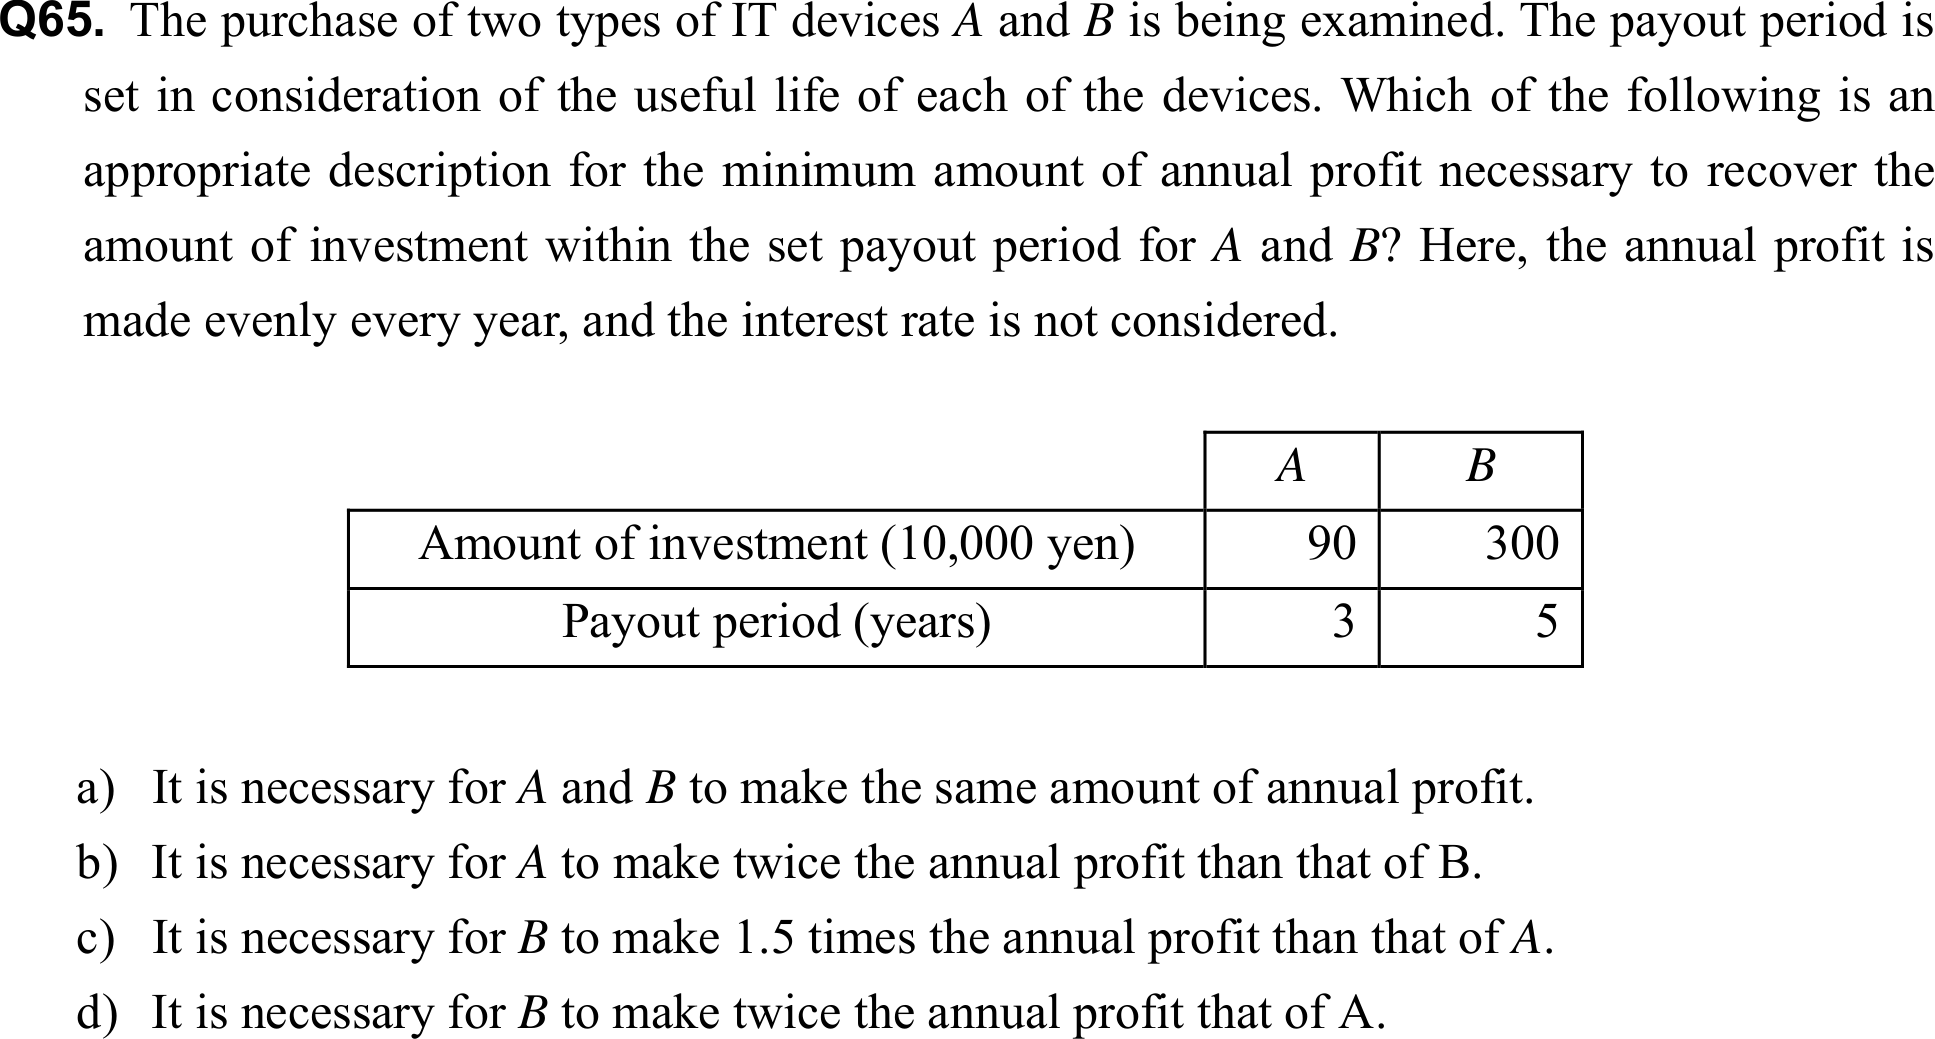 Q65. The purchase of two types of IT devices A and B is being examined. The payout period is
set in consideration of the useful life of each of the devices. Which of the following is an
appropriate description for the minimum amount of annual profit necessary to recover the
amount of investment within the set payout period for A and B? Here, the annual profit is
made evenly every year, and the interest rate is not considered.
A B
Amount of investment (10,000 yen) 90 300
Payout period (years) 3 5
a) It is necessary for A and B to make the same amount of annual profit.
b) It is necessary for A to make twice the annual profit than that of B.
c) It is necessary for B to make 1.5 times the annual profit than that of A.
d) It is necessary for B to make twice the annual profit that of A.